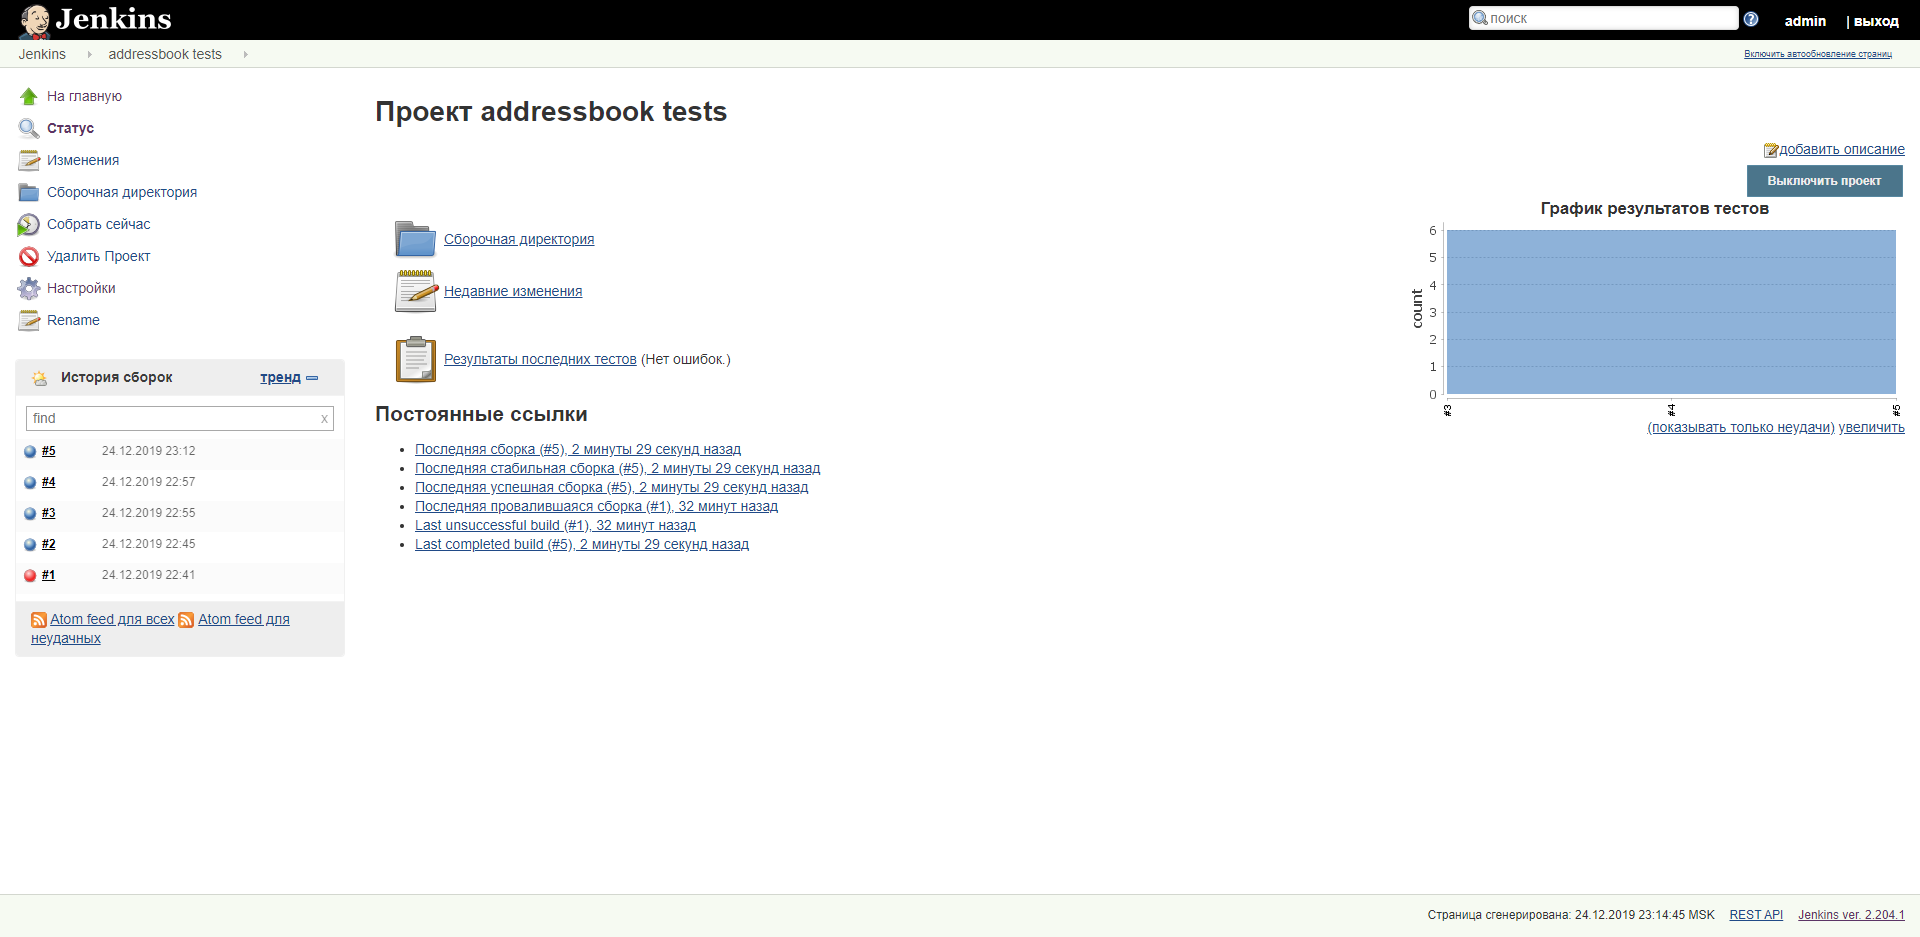 Jenkins
поиск
admin
| выход
Jenkins
addressbook tests
Включить автообновление страниц
На главную
Статус
Изменения
Сборочная директория
Собрать сейчас
Удалить Проект
Настройки
Rename
История сборок
тренд
find
x
#5 24.12.2019 23:12
#4 24.12.2019 22:57
#3 24.12.2019 22:55
#2 24.12.2019 22:45
#1 24.12.2019 22:41
Atom feed для всех Atom feed для
неудачных
Проект addressbook tests
добавить описание
Выключить проект
Сборочная директория
Недавние изменения
Результаты последних тестов (Нет ошибок.)
График результатов тестов
count
6
5
4
3
2
1
0
#3
#4
#5
(показывать только неудачи) увеличить
Постоянные ссылки
Последняя сборка (#5), 2 минуты 29 секунд назад
Последняя стабильная сборка (#5), 2 минуты 29 секунд назад
Последняя успешная сборка (#5), 2 минуты 29 секунд назад
Последняя провалившаяся сборка (#1), 32 минут назад
Last unsuccessful build (#1), 32 минут назад
Last completed build (#5), 2 минуты 29 секунд назад
Страница сгенерирована: 24.12.2019 23:14:45 MSK REST API Jenkins ver. 2.204.1